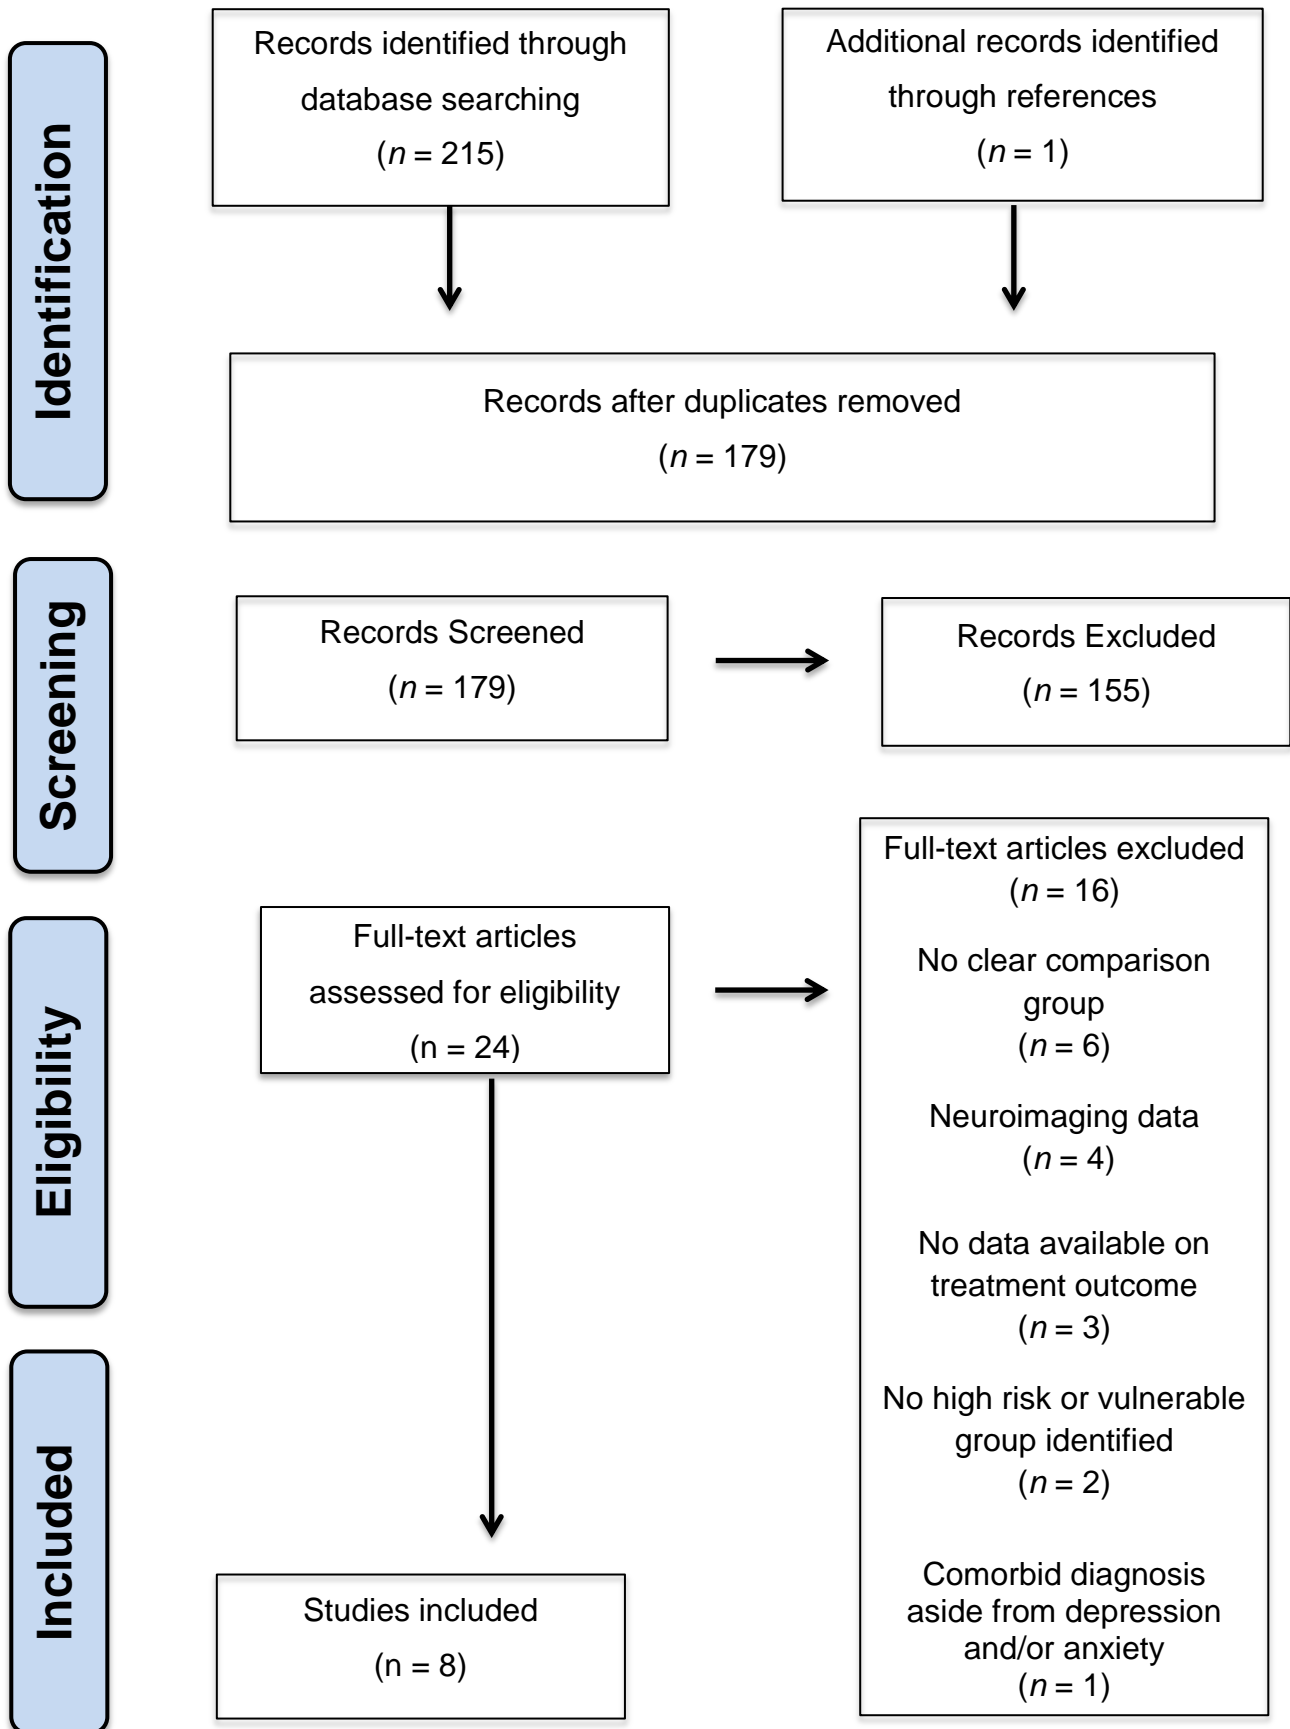 Identification
Records identified through
database searching
(n = 215)
Additional records identified
through references
(n = 1)
Records after duplicates removed
(n = 179)
Screening
Records Screened
(n = 179)
Records Excluded
(n = 155)
Eligibility
Full-text articles
assessed for eligibility
(n = 24)
Full-text articles excluded
(n = 16)
No clear comparison
group
(n = 6)
Neuroimaging data
(n = 4)
No data available on
treatment outcome
(n = 3)
No high risk or vulnerable
group identified
(n = 2)
Comorbid diagnosis
aside from depression
and/or anxiety
(n = 1)
Included
Studies included
(n = 8)